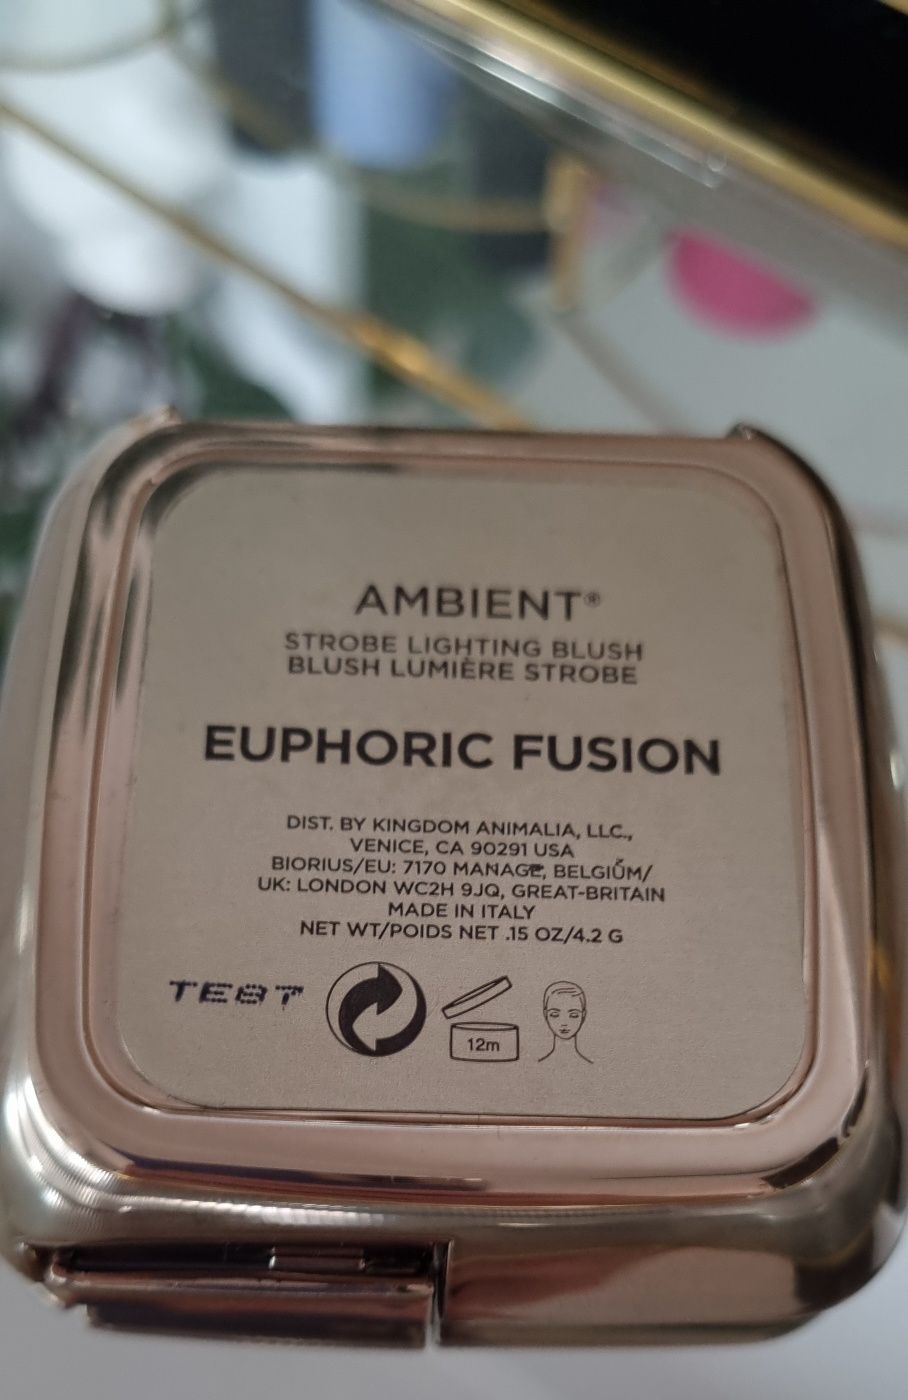 AMBIENT®
STROBE LIGHTING BLUSH
BLUSH LUMIÈRE STROBE
EUPHORIC FUSION
DIST. BY KINGDOM ANIMALIA, LLC.,
VENICE, CA 90291 USA
BIORIUS/EU: 7170 MANAGE, BELGIUM/
UK: LONDON WC2H 9JQ, GREAT-BRITAIN
MADE IN ITALY
NET WT/POIDS NET .15 OZ/4.2 G
TE87
12m